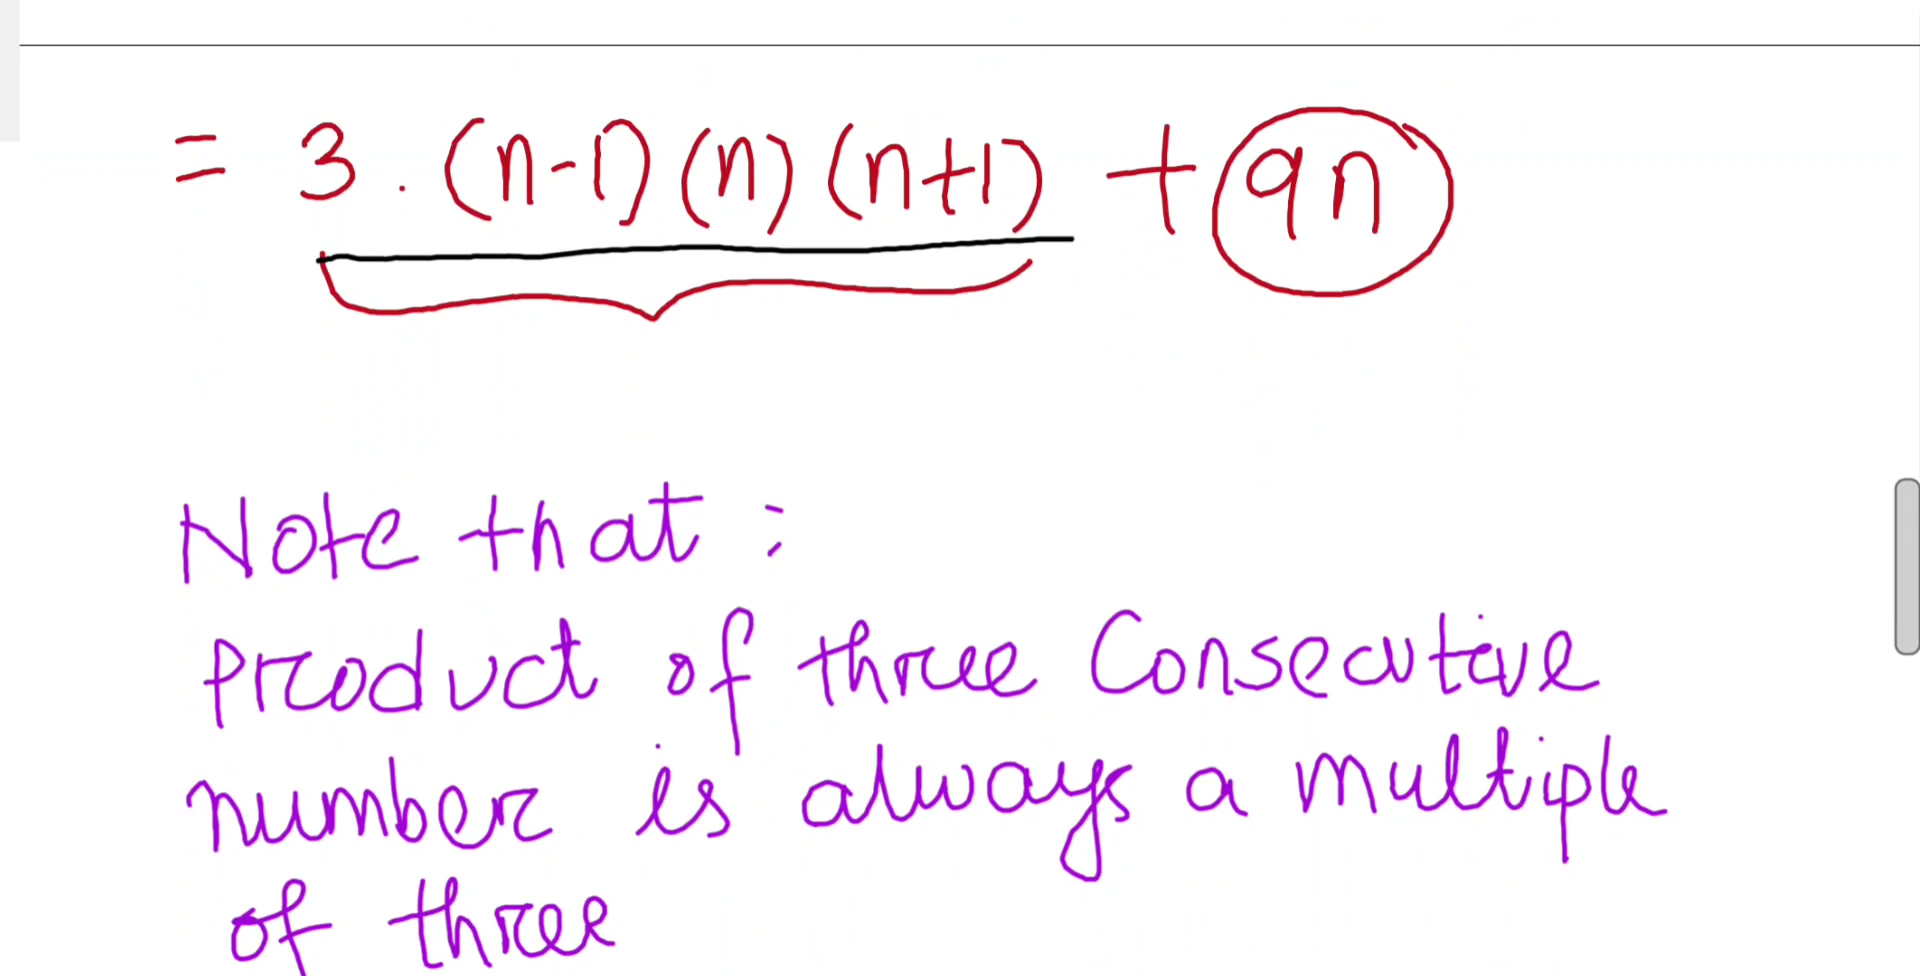 = 3 . (n-1) (n) (n+1) + 9n
Note that :
product of three Consecutive
number is always a multiple
of three